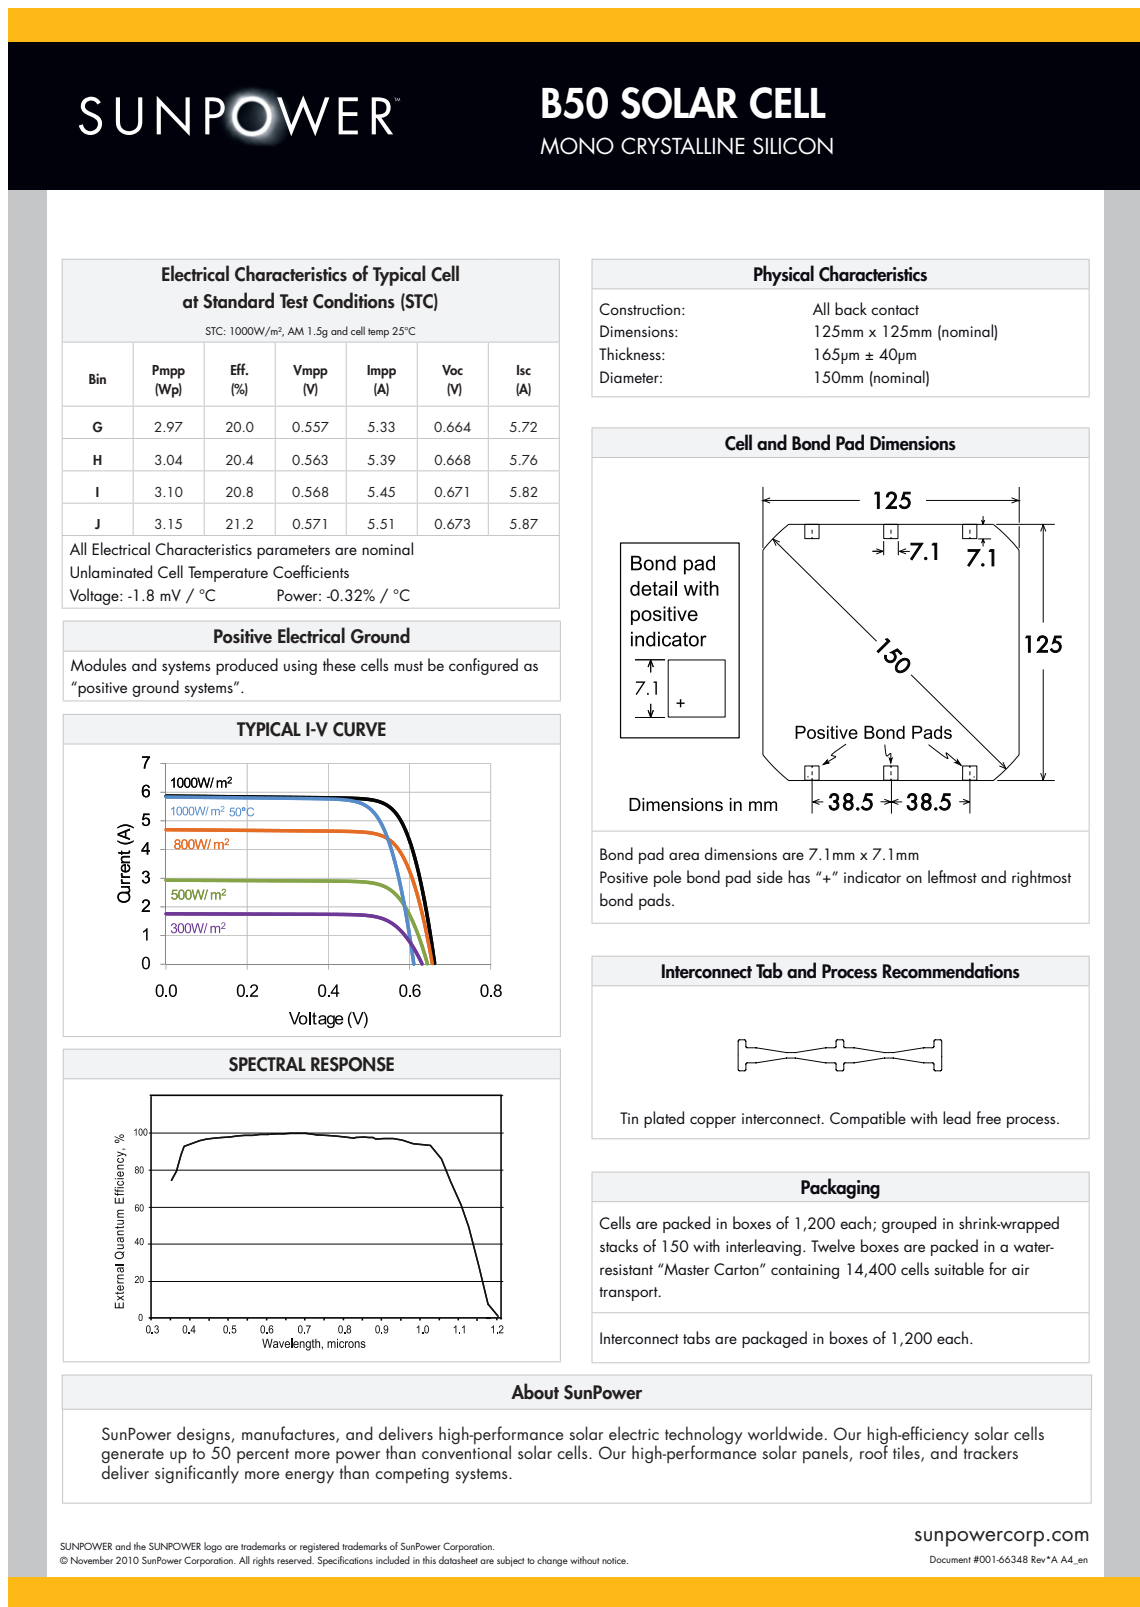 SUNPOWER™
B50 SOLAR CELL
MONO CRYSTALLINE SILICON
Electrical Characteristics of Typical Cell
at Standard Test Conditions (STC)
STC: 1000W/m², AM 1.5g and cell temp 25°C
Bin Pmpp (Wp) Eff. (%) Vmpp (V) Impp (A) Voc (V) Isc (A)
G 2.97 20.0 0.557 5.33 0.664 5.72
H 3.04 20.4 0.563 5.39 0.668 5.76
I 3.10 20.8 0.568 5.45 0.671 5.82
J 3.15 21.2 0.571 5.51 0.673 5.87
All Electrical Characteristics parameters are nominal
Unlaminated Cell Temperature Coefficients
Voltage: -1.8 mV / °C Power: -0.32% / °C
Positive Electrical Ground
Modules and systems produced using these cells must be configured as
“positive ground systems”.
TYPICAL I-V CURVE
7
6
5
4
3
2
1
0
Current (A)
1000W/m²
1000W/m² 50°C
800W/m²
500W/m²
300W/m²
0.0 0.2 0.4 0.6 0.8
Voltage (V)
SPECTRAL RESPONSE
External Quantum Efficiency, %
100
80
60
40
20
0
0.3 0.4 0.5 0.6 0.7 0.8 0.9 1.0 1.1 1.2
Wavelength, microns
Physical Characteristics
Construction: All back contact
Dimensions: 125mm x 125mm (nominal)
Thickness: 165µm ± 40µm
Diameter: 150mm (nominal)
Cell and Bond Pad Dimensions
125
7.1
7.1
Bond pad
detail with
positive
indicator
7.1
+
150
125
Positive Bond Pads
38.5 38.5
Dimensions in mm
Bond pad area dimensions are 7.1mm x 7.1mm
Positive pole bond pad side has “+” indicator on leftmost and rightmost
bond pads.
Interconnect Tab and Process Recommendations
Tin plated copper interconnect. Compatible with lead free process.
Packaging
Cells are packed in boxes of 1,200 each; grouped in shrink-wrapped
stacks of 150 with interleaving. Twelve boxes are packed in a water-
resistant “Master Carton” containing 14,400 cells suitable for air
transport.
Interconnect tabs are packaged in boxes of 1,200 each.
About SunPower
SunPower designs, manufactures, and delivers high-performance solar electric technology worldwide. Our high-efficiency solar cells
generate up to 50 percent more power than conventional solar cells. Our high-performance solar panels, roof tiles, and trackers
deliver significantly more energy than competing systems.
SUNPOWER and the SUNPOWER logo are trademarks or registered trademarks of SunPower Corporation.
© November 2010 SunPower Corporation. All rights reserved. Specifications included in this datasheet are subject to change without notice.
sunpowercorp.com
Document #001-66348 Rev*A A4_en